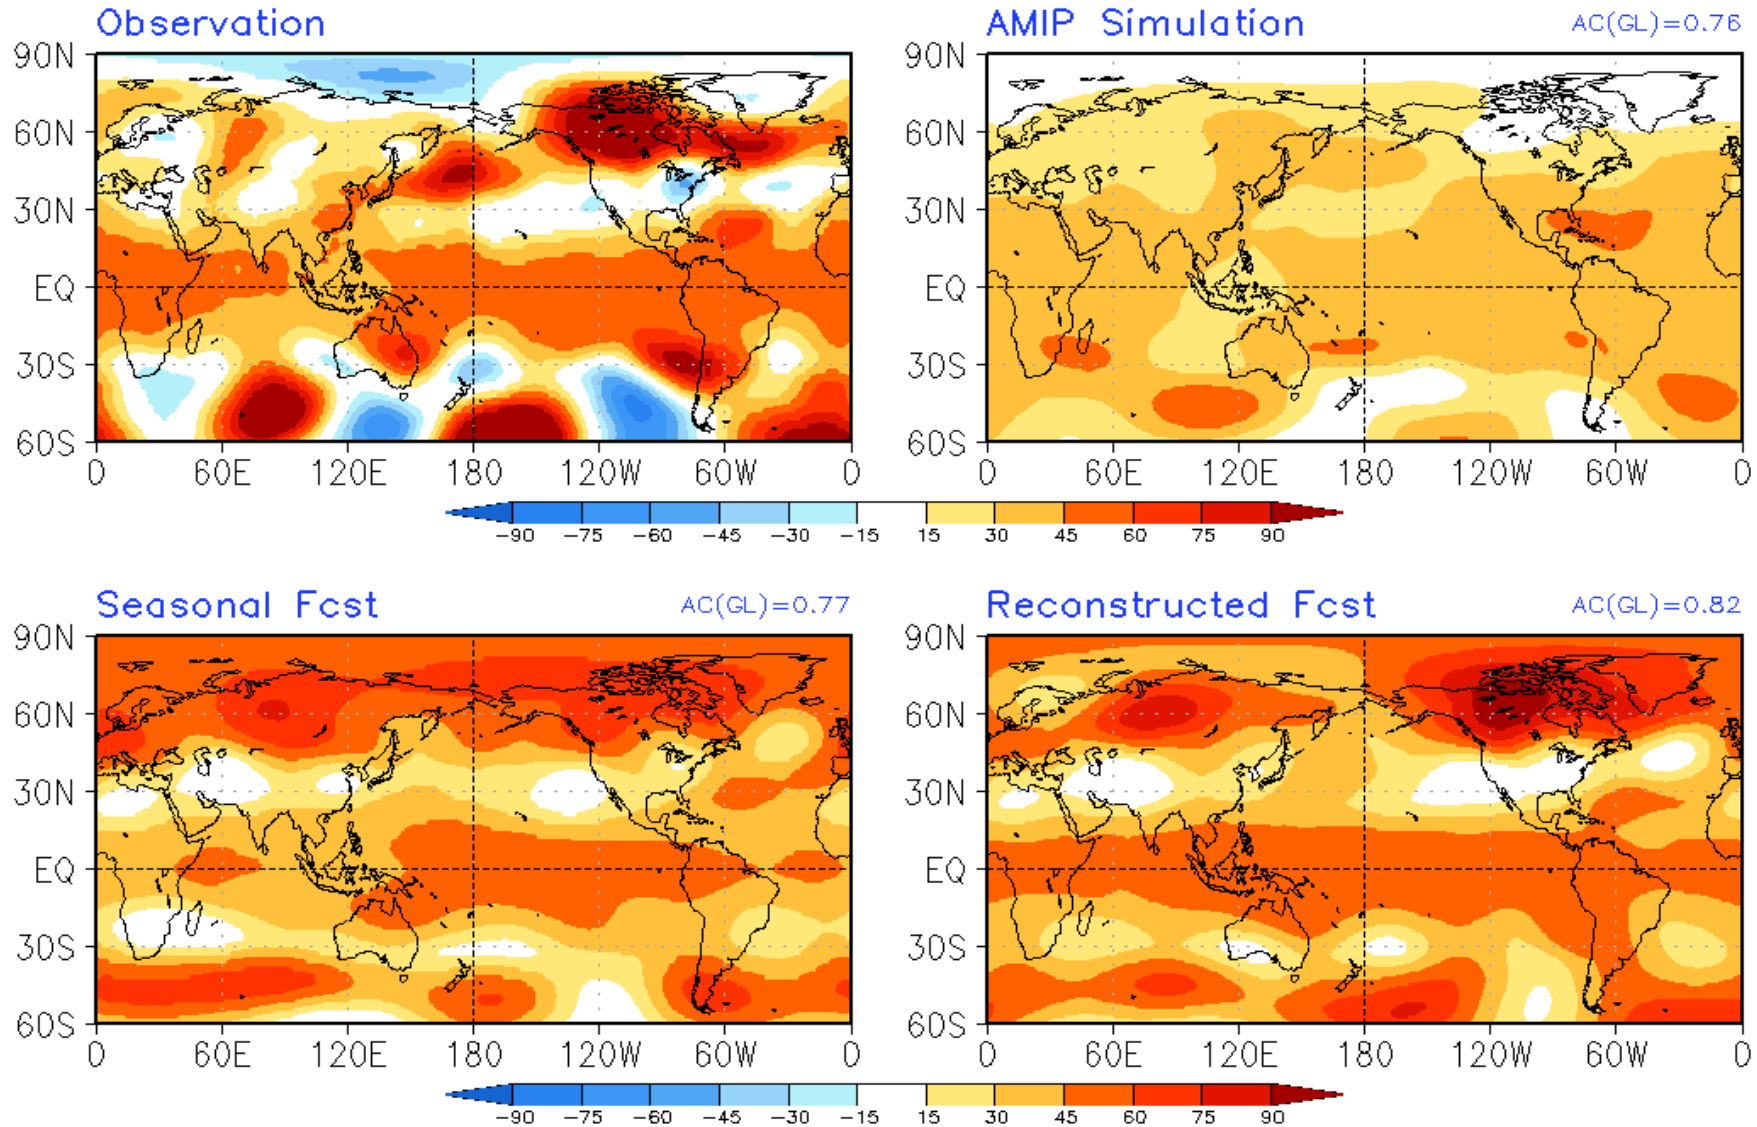 Observation
AMIP Simulation AC(GL)=0.76
90N 90N
60N 60N
30N 30N
EQ EQ
30S 30S
60S 60S
0 60E 120E 180 120W 60W 0 0 60E 120E 180 120W 60W 0
−90 −75 −60 −45 −30 −15 15 30 45 60 75 90
Seasonal Fcst AC(GL)=0.77
Reconstructed Fcst AC(GL)=0.82
90N 90N
60N 60N
30N 30N
EQ EQ
30S 30S
60S 60S
0 60E 120E 180 120W 60W 0 0 60E 120E 180 120W 60W 0
−90 −75 −60 −45 −30 −15 15 30 45 60 75 90